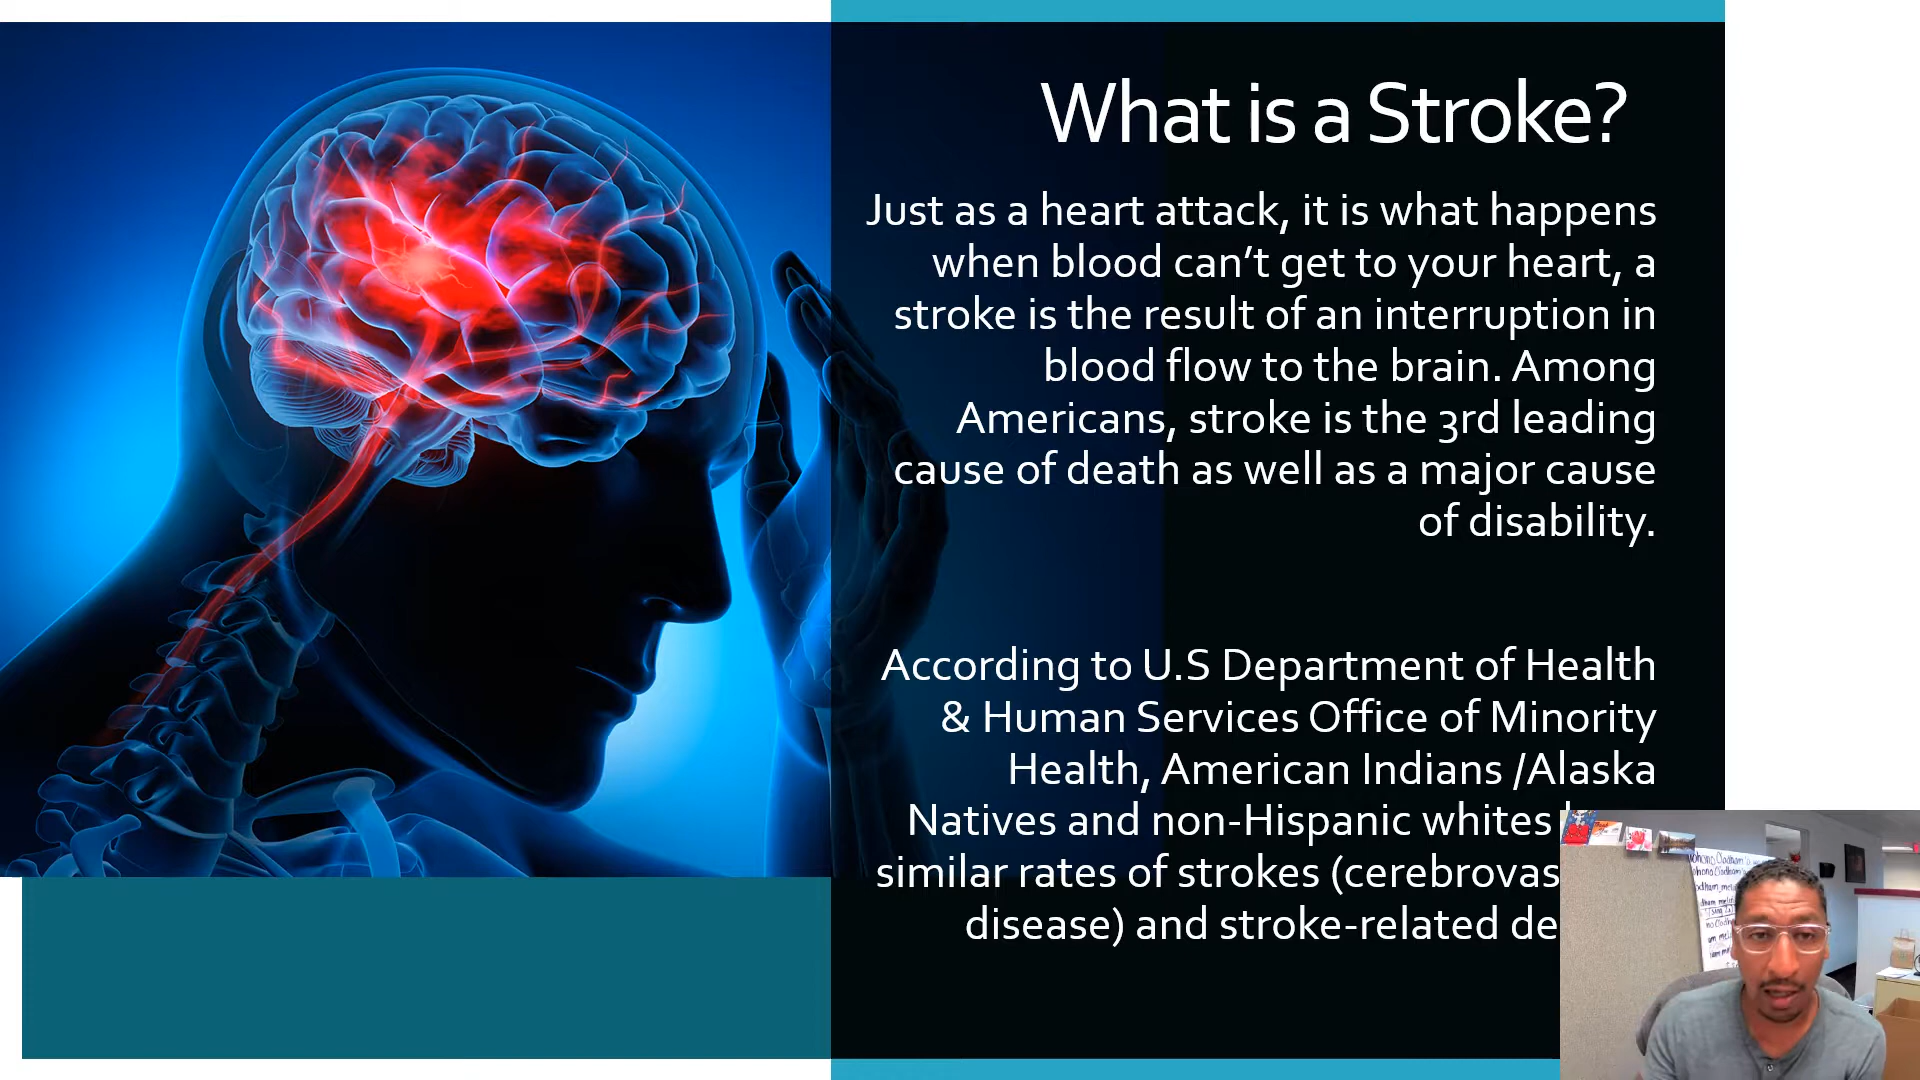 What is a Stroke?
Just as a heart attack, it is what happens
when blood can’t get to your heart, a
stroke is the result of an interruption in
blood flow to the brain. Among
Americans, stroke is the 3rd leading
cause of death as well as a major cause
of disability.
According to U.S Department of Health
& Human Services Office of Minority
Health, American Indians /Alaska
Natives and non-Hispanic whites
similar rates of strokes
disease) and stroke-related